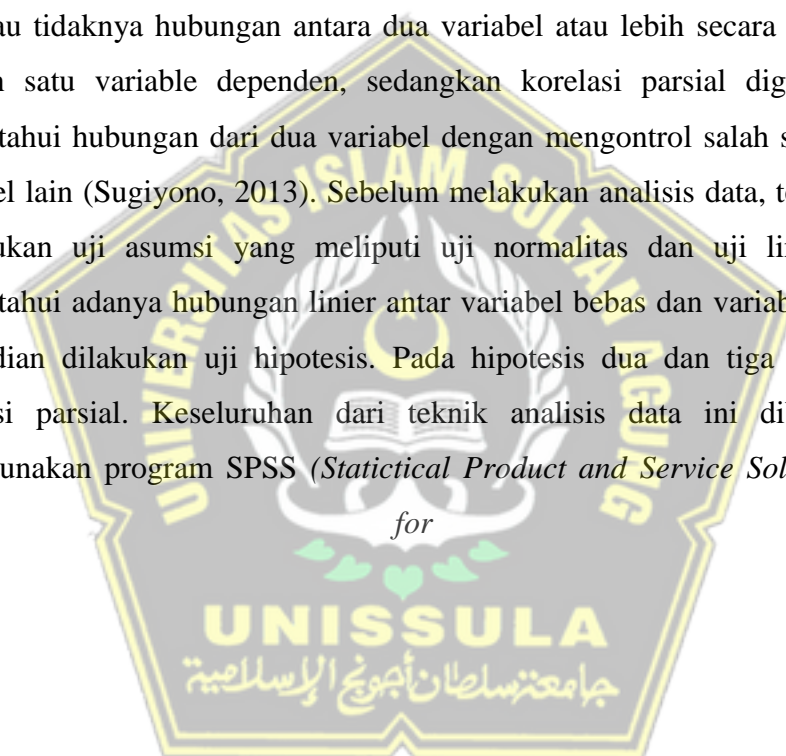 au tidaknya hubungan antara dua variabel atau lebih secara
satu variable dependen, sedangkan korelasi parsial dig
tahui hubungan dari dua variabel dengan mengontrol salah s
el lain (Sugiyono, 2013). Sebelum melakukan analisis data, te
ukan uji asumsi yang meliputi uji normalitas dan uji lin
tahui adanya hubungan linier antar variabel bebas dan variab
dian dilakukan uji hipotesis. Pada hipotesis dua dan tiga
si parsial. Keseluruhan dari teknik analisis data ini di
unakan program SPSS (Statictical Product and Service Sol
for
UNIVERSITAS ISLAM SULTAN AGUNG
UNISSULA
جامعة سلطان أجونج الإسلامية